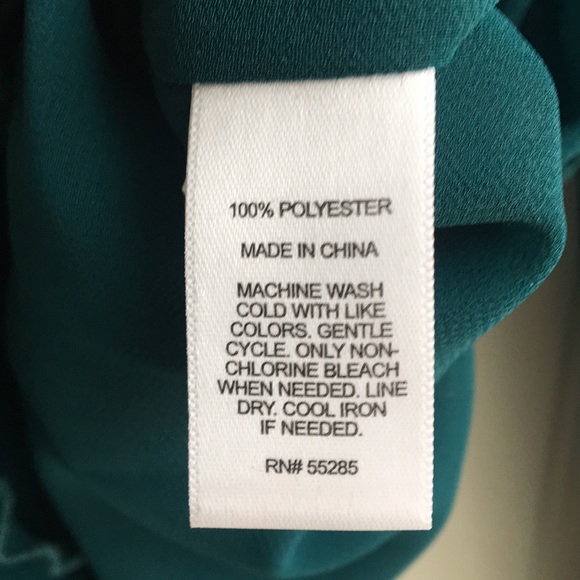 100% POLYESTER
MADE IN CHINA
MACHINE WASH
COLD WITH LIKE
COLORS. GENTLE
CYCLE. ONLY NON-
CHLORINE BLEACH
WHEN NEEDED. LINE
DRY. COOL IRON
IF NEEDED.
RN# 55285